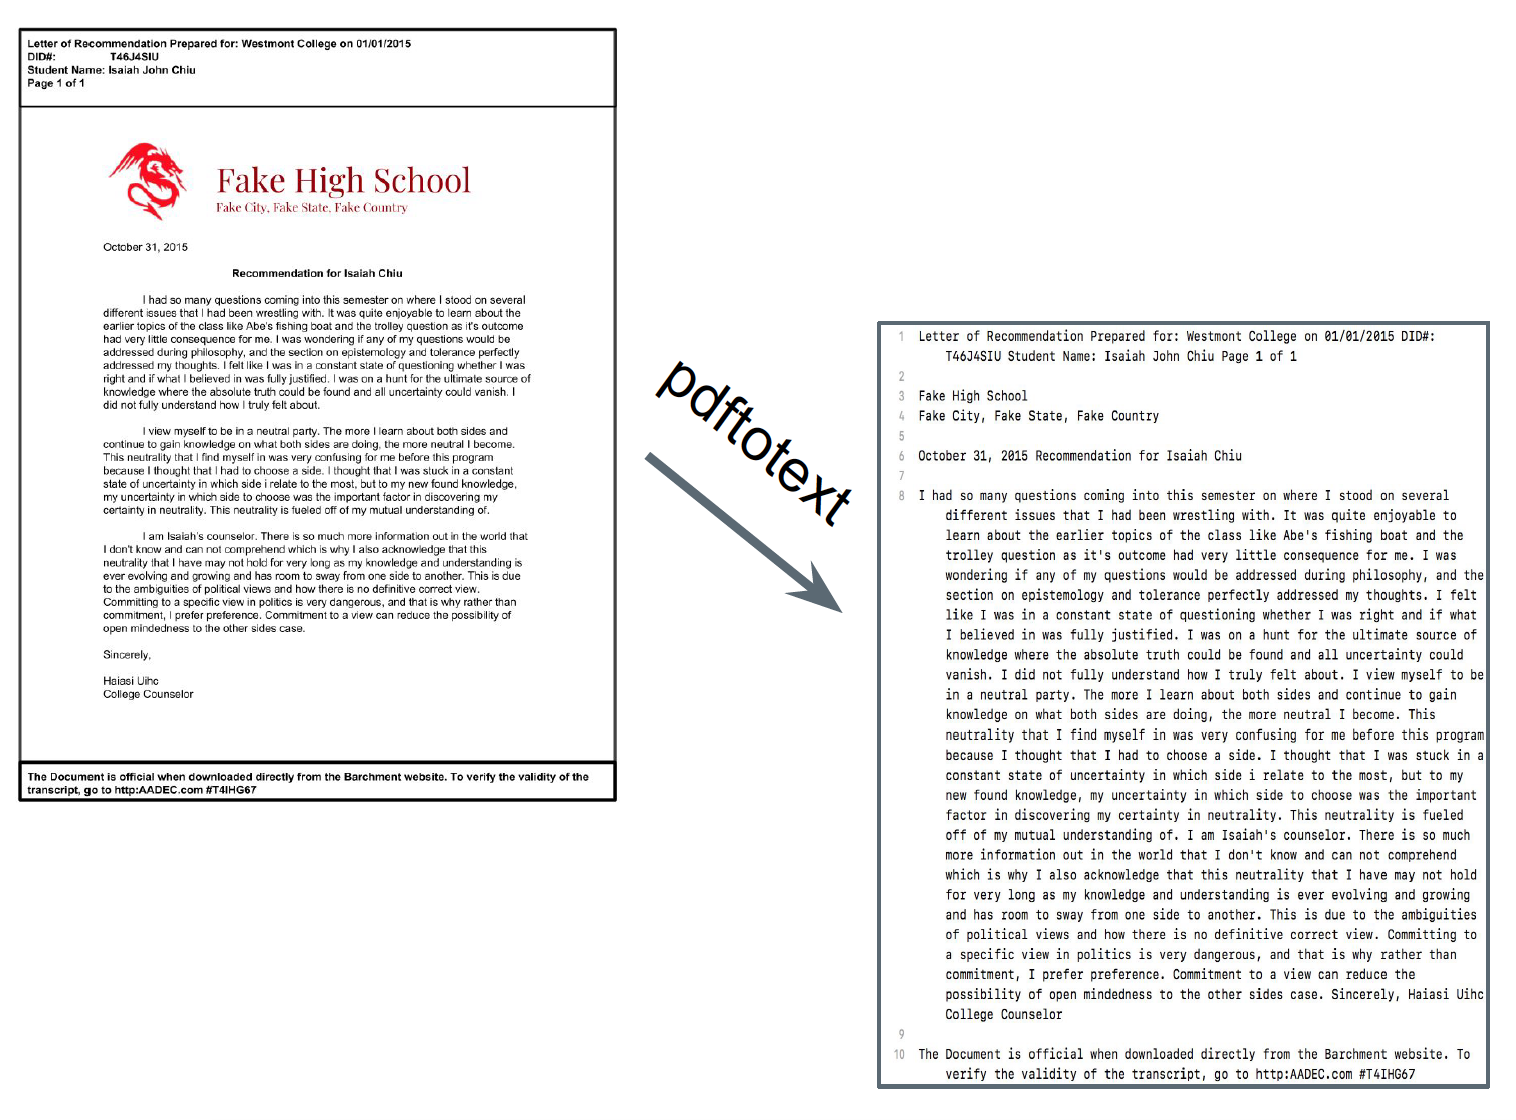 Letter of Recommendation Prepared for: Westmont College on 01/01/2015
DID#: T46J4SIU
Student Name: Isaiah John Chiu
Page 1 of 1
Fake High School
Fake City, Fake State, Fake Country
October 31, 2015
Recommendation for Isaiah Chiu
I had so many questions coming into this semester on where I stood on several
different issues that I had been wrestling with. It was quite enjoyable to learn about the
earlier topics of the class like Abe's fishing boat and the trolley question as it's outcome
had very little consequence for me. I was wondering if any of my questions would be
addressed during philosophy, and the section on epistemology and tolerance perfectly
addressed my thoughts. I felt like I was in a constant state of questioning whether I was
right and if what I believed in was fully justified. I was on a hunt for the ultimate source of
knowledge where the absolute truth could be found and all uncertainty could vanish. I
did not fully understand how I truly felt about.
I view myself to be in a neutral party. The more I learn about both sides and
continue to gain knowledge on what both sides are doing, the more neutral I become.
This neutrality that I find myself in was very confusing for me before this program
because I thought that I had to choose a side. I thought that I was stuck in a constant
state of uncertainty in which side i relate to the most, but to my new found knowledge,
my uncertainty in which side to choose was the important factor in discovering my
certainty in neutrality. This neutrality is fueled off of my mutual understanding of.
I am Isaiah's counselor. There is so much more information out in the world that
I don't know and can not comprehend which is why I also acknowledge that this
neutrality that I have may not hold for very long as my knowledge and understanding is
ever evolving and growing and has room to sway from one side to another. This is due
to the ambiguities of political views and how there is no definitive correct view.
Committing to a specific view in politics is very dangerous, and that is why rather than
commitment, I prefer preference. Commitment to a view can reduce the possibility of
open mindedness to the other sides case.
Sincerely,
Haiasi Uihc
College Counselor
The Document is official when downloaded directly from the Barchment website. To verify the validity of the
transcript, go to http:AADEC.com #T4IHG67
pdftotext
1 Letter of Recommendation Prepared for: Westmont College on 01/01/2015 DID#:
T46J4SIU Student Name: Isaiah John Chiu Page 1 of 1
2
3 Fake High School
4 Fake City, Fake State, Fake Country
5
6 October 31, 2015 Recommendation for Isaiah Chiu
7
8 I had so many questions coming into this semester on where I stood on several
different issues that I had been wrestling with. It was quite enjoyable to
learn about the earlier topics of the class like Abe's fishing boat and the
trolley question as it's outcome had very little consequence for me. I was
wondering if any of my questions would be addressed during philosophy, and the
section on epistemology and tolerance perfectly addressed my thoughts. I felt
like I was in a constant state of questioning whether I was right and if what
I believed in was fully justified. I was on a hunt for the ultimate source of
knowledge where the absolute truth could be found and all uncertainty could
vanish. I did not fully understand how I truly felt about. I view myself to be
in a neutral party. The more I learn about both sides and continue to gain
knowledge on what both sides are doing, the more neutral I become. This
neutrality that I find myself in was very confusing for me before this program
because I thought that I had to choose a side. I thought that I was stuck in a
constant state of uncertainty in which side i relate to the most, but to my
new found knowledge, my uncertainty in which side to choose was the important
factor in discovering my certainty in neutrality. This neutrality is fueled
off of my mutual understanding of. I am Isaiah's counselor. There is so much
more information out in the world that I don't know and can not comprehend
which is why I also acknowledge that this neutrality that I have may not hold
for very long as my knowledge and understanding is ever evolving and growing
and has room to sway from one side to another. This is due to the ambiguities
of political views and how there is no definitive correct view. Committing to
a specific view in politics is very dangerous, and that is why rather than
commitment, I prefer preference. Commitment to a view can reduce the
possibility of open mindedness to the other sides case. Sincerely, Haiasi Uihc
College Counselor
9
10 The Document is official when downloaded directly from the Barchment website. To
verify the validity of the transcript, go to http:AADEC.com #T4IHG67